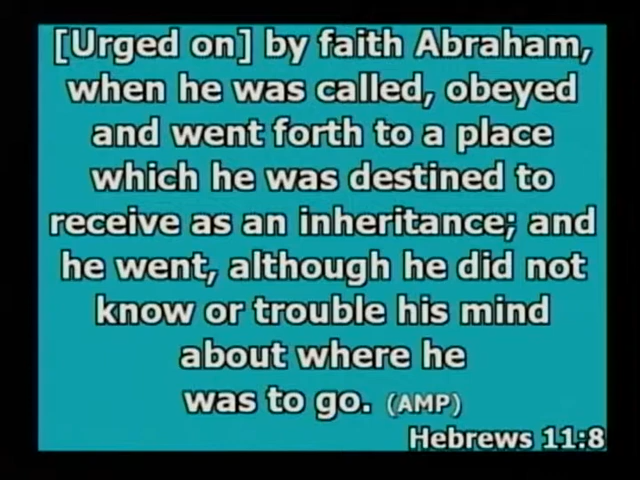 [Urged on] by faith Abraham,
when he was called, obeyed
and went forth to a place
which he was destined to
receive as an inheritance; and
he went, although he did not
know or trouble his mind
about where he
was to go. (AMP)
Hebrews 11:8